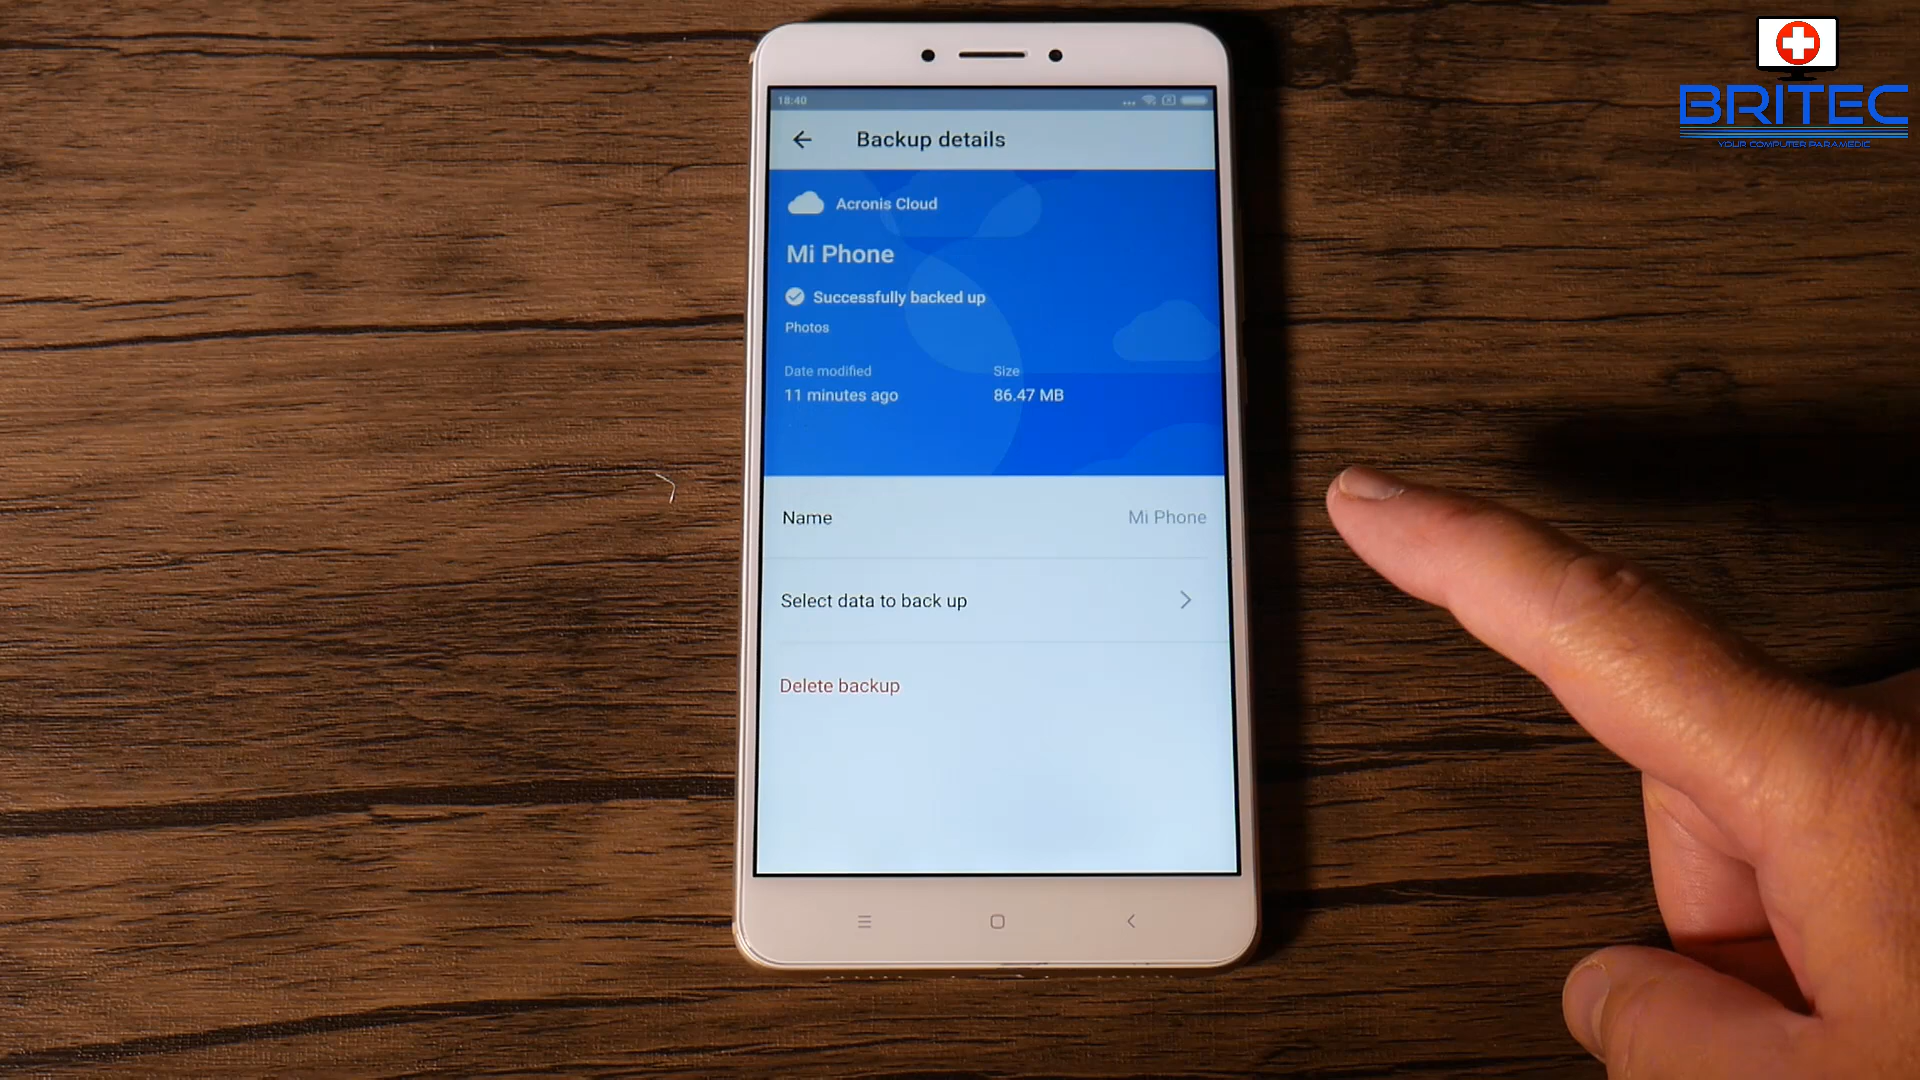 BRITEC
YOUR COMPUTER PARAMEDIC
18:40
Backup details
Acronis Cloud
Mi Phone
Successfully backed up
Photos
Date modified
Size
11 minutes ago
86.47 MB
Name
Mi Phone
Select data to back up
Delete backup